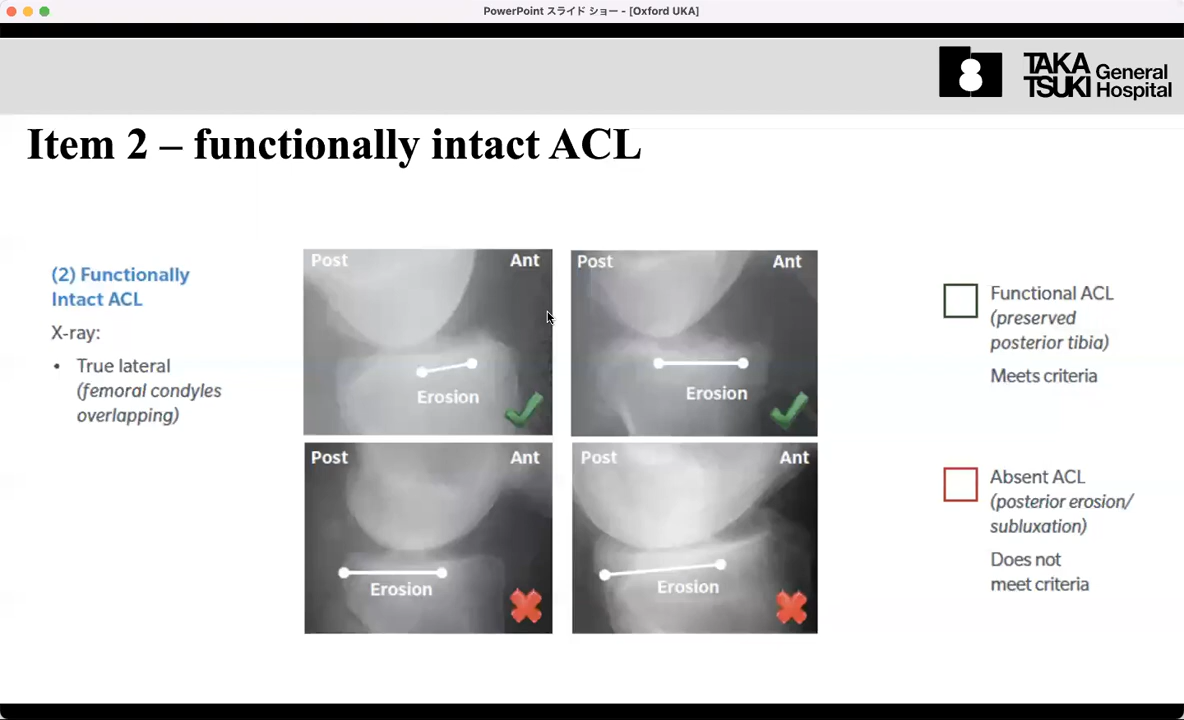 PowerPoint スライド ショー - [Oxford UKA]
TAKA
TSUKI
General
Hospital
Item 2 – functionally intact ACL
(2) Functionally
Intact ACL
X-ray:
• True lateral
(femoral condyles
overlapping)
Post
Ant
Erosion
Post
Ant
Erosion
Post
Ant
Erosion
Post
Ant
Erosion
Functional ACL
(preserved
posterior tibia)
Meets criteria
Absent ACL
(posterior erosion/
subluxation)
Does not
meet criteria